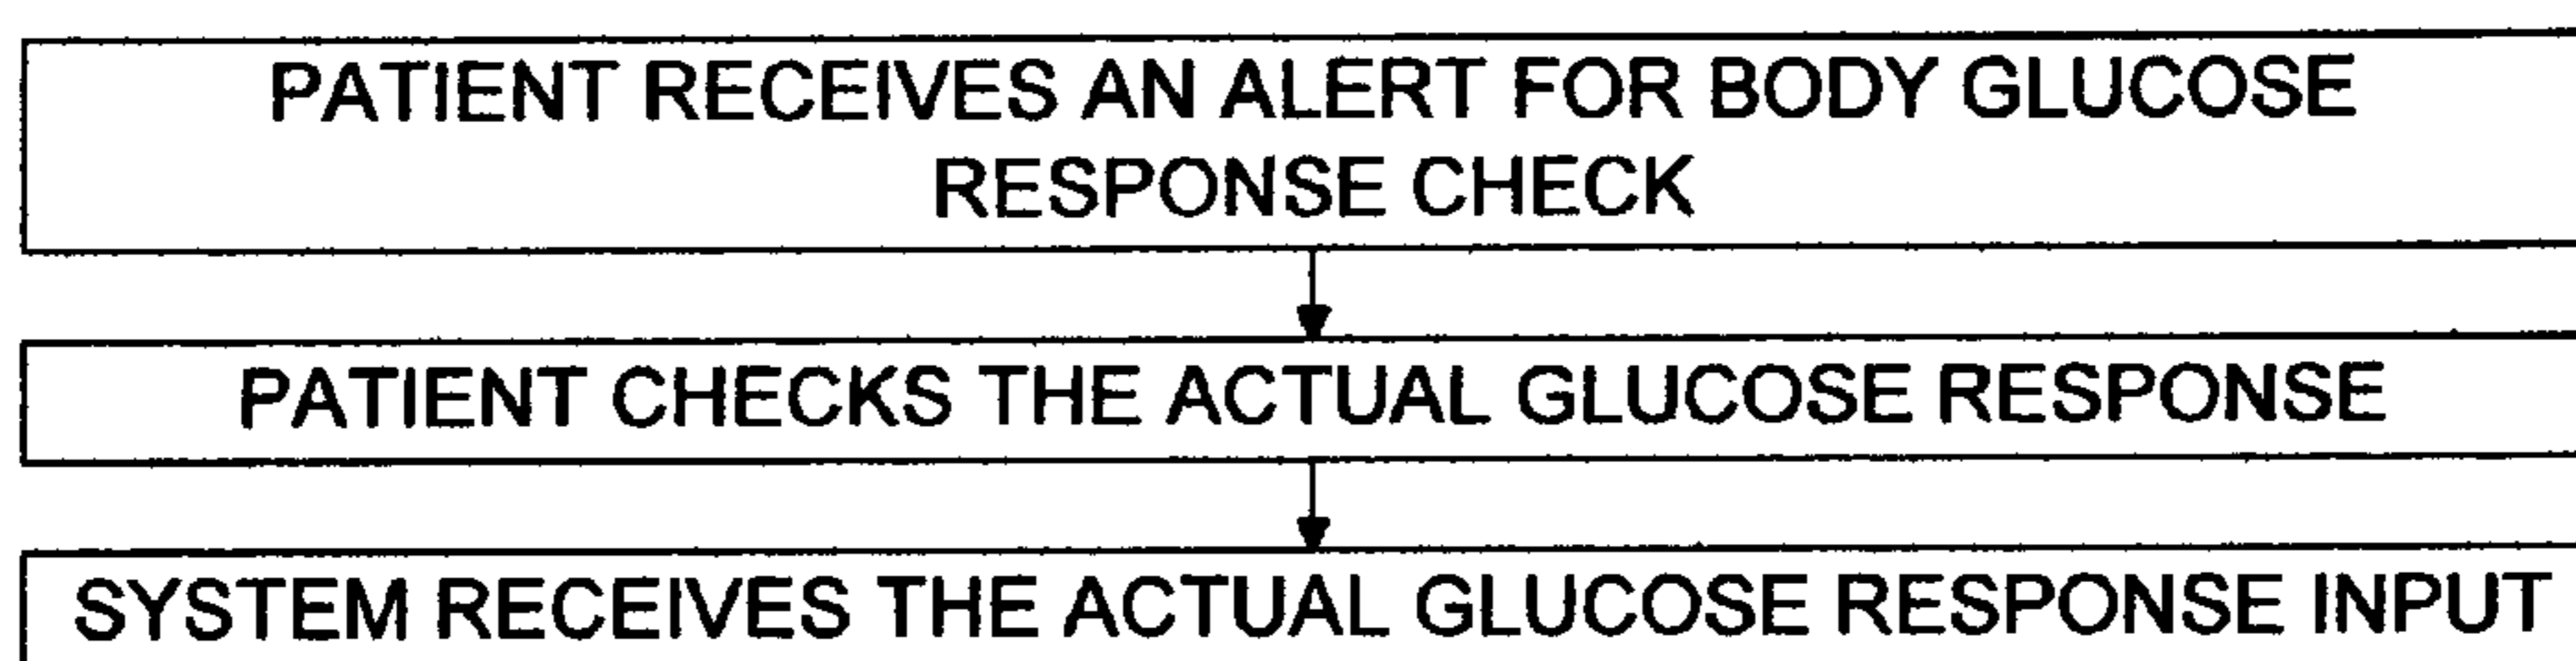 PATIENT RECEIVES AN ALERT FOR BODY GLUCOSE
RESPONSE CHECK
PATIENT CHECKS THE ACTUAL GLUCOSE RESPONSE
SYSTEM RECEIVES THE ACTUAL GLUCOSE RESPONSE INPUT